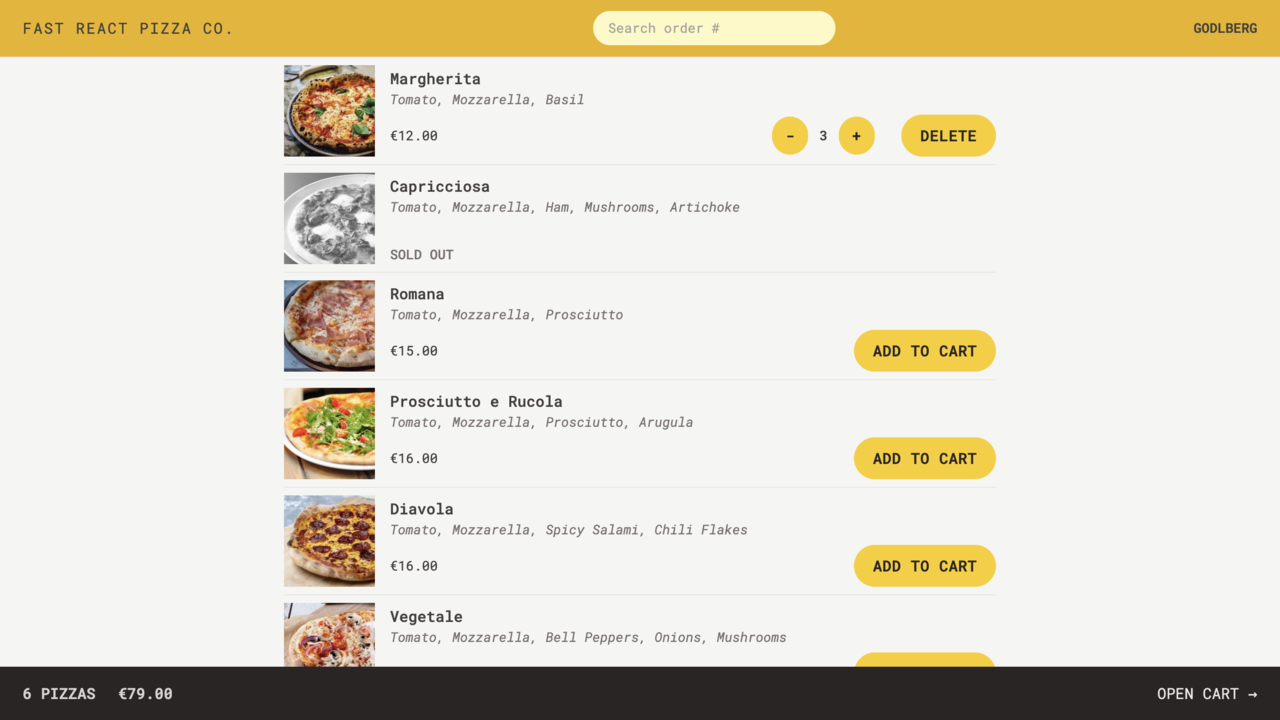 FAST REACT PIZZA CO.
Search order #
GODLBERG
Margherita
Tomato, Mozzarella, Basil
€12.00
- 3 + DELETE
Capricciosa
Tomato, Mozzarella, Ham, Mushrooms, Artichoke
SOLD OUT
Romana
Tomato, Mozzarella, Prosciutto
€15.00
ADD TO CART
Prosciutto e Rucola
Tomato, Mozzarella, Prosciutto, Arugula
€16.00
ADD TO CART
Diavola
Tomato, Mozzarella, Spicy Salami, Chili Flakes
€16.00
ADD TO CART
Vegetale
Tomato, Mozzarella, Bell Peppers, Onions, Mushrooms
6 PIZZAS €79.00
OPEN CART →